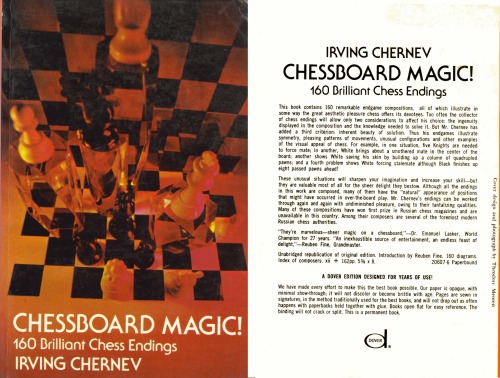 CHESSBOARD MAGIC!
160 Brilliant Chess Endings
IRVING CHERNEV
IRVING CHERNEV
CHESSBOARD MAGIC!
160 Brilliant Chess Endings
This book contains 160 remarkable endgame compositions, all of which illustrate in
some way the great aesthetic pleasure chess offers its devotees. Too often the collector
of chess endings will allow only two considerations to affect his choice: the ingenuity
displayed in the composition and the knowledge needed to solve it. But Mr. Chernev has
added a third criterion: inherent beauty of solution. Thus his endgames illustrate
symmetry, pleasing patterns of movements, unusual configurations and other examples
of the visual appeal of chess. For example, in one situation, five Knights are needed
to force mate; in another, White brings about a smothered mate in the center of the
board; another shows White saving his skin by building up a column of quadrupled
pawns; and a fourth problem shows White forcing stalemate although Black finishes up
eight passed pawns ahead!
These unusual situations will sharpen your imagination and increase your skill—but
they are valuable most of all for the sheer delight they bestow. Although all the endings
in this work are composed, many of them have the "natural" appearance of positions
that might have occurred in over-the-board play. Mr. Chernev's endings can be worked
through again and again with undiminished pleasure, owing to their tantalizing qualities.
Many of these compositions have won first prize in Russian chess magazines and are
unavailable in this country. Among their composers are several of the foremost modern
Russian chess authorities.
"They're marvelous—sheer magic on a chessboard,"—Dr. Emanuel Lasker, World
Champion for 27 years. "An inexhaustible source of entertainment, an endless feast of
delight,"—Reuben Fine, Grandmaster.
Unabridged republication of original edition. Introduction by Reuben Fine. 160 diagrams.
Index of composers. xii + 162pp. 5⅜ x 8. 20607-6 Paperbound
A DOVER EDITION DESIGNED FOR YEARS OF USE!
We have made every effort to make this the best book possible. Our paper is opaque, with
minimal show-through; it will not discolor or become brittle with age. Pages are sewn in
signatures, in the method traditionally used for the best books, and will not drop out as often
happens with paperbacks held together with glue. Books open flat for easy reference. The
binding will not crack or split. This is a permanent book.
DOVER
Cover design and photograph by Theodore Menten